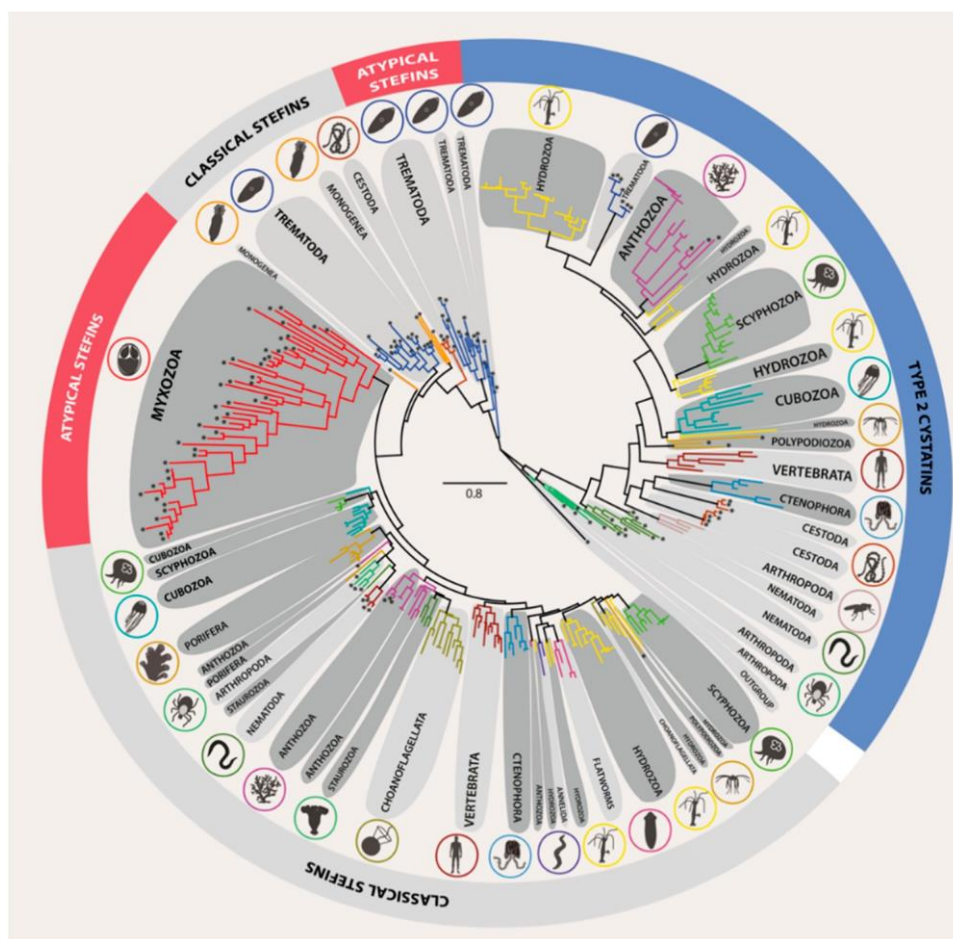 ATYPICAL
STEFINS
CLASSICAL STEFINS
ATYPICAL STEFINS
TYPE 2 CYSTATINS
CLASSICAL STEFINS
HYDROZOA
TREMATODA
ANTHOZOA
HYDROZOA
HYDROZOA
SCYPHOZOA
HYDROZOA
CUBOZOA
HYDROZOA
POLYPODIOZOA
VERTEBRATA
CTENOPHORA
CESTODA
CESTODA
ARTHROPODA
NEMATODA
NEMATODA
ARTHROPODA
ARTHROPODA
OUTGROUP
SCYPHOZOA
HYDROZOA
CHOANOFLAGELLATA
HYDROZOA
FLATWORMS
HYDROZOA
ANNELIDA
HYDROZOA
ANTHOZOA
CTENOPHORA
VERTEBRATA
CHOANOFLAGELLATA
STAUROZOA
ANTHOZOA
ANTHOZOA
NEMATODA
STAUROZOA
ARTHROPODA
PORIFERA
ANTHOZOA
PORIFERA
CUBOZOA
SCYPHOZOA
CUBOZOA
MYXOZOA
MONOGENEA
TREMATODA
MONOGENEA
CESTODA
TREMATODA
TREMATODA
TREMATODA
0.8